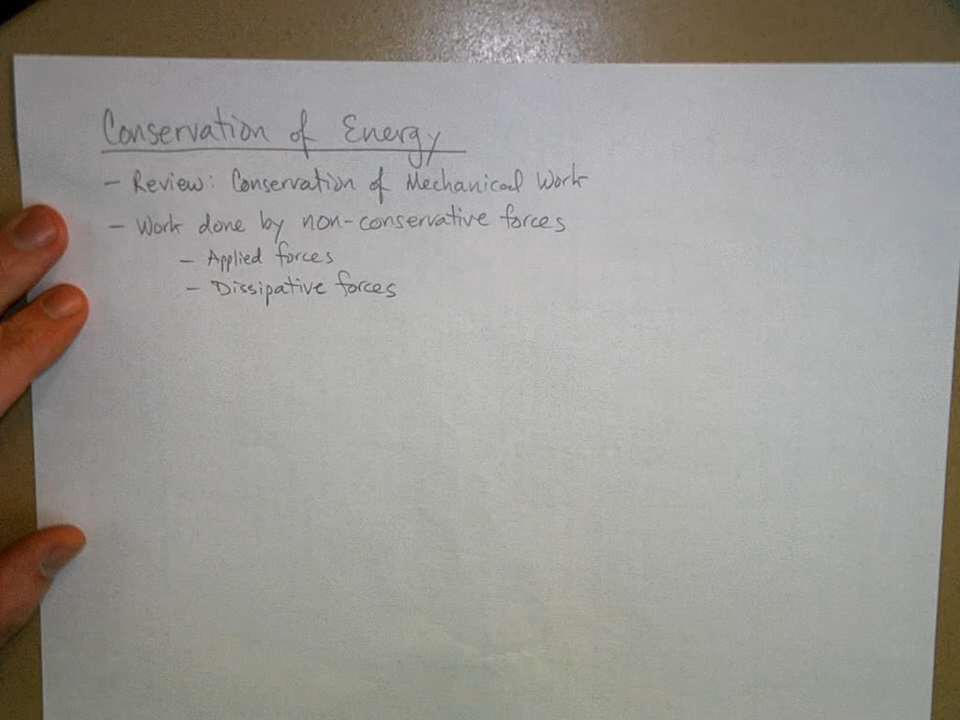 Conservation of Energy
- Review: Conservation of Mechanical Work
- Work done by non-conservative forces
- Applied forces
- Dissipative forces